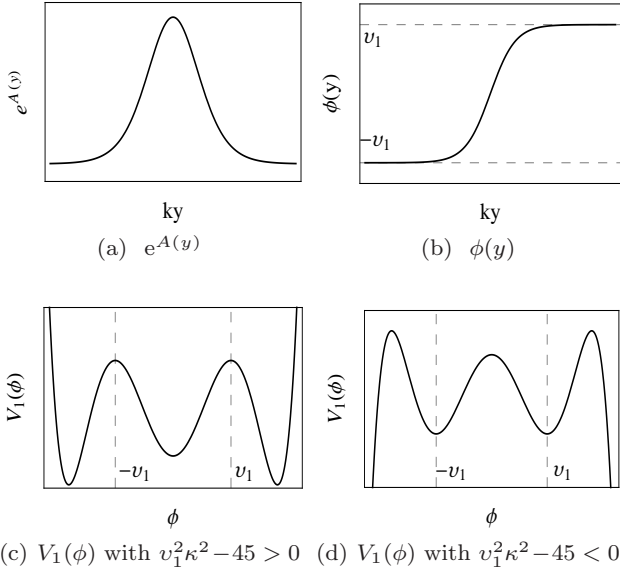 e^{A(y)}
ky
(a) e^{A(y)}
υ₁
−υ₁
ϕ(y)
ky
(b) ϕ(y)
V₁(ϕ)
−υ₁
υ₁
ϕ
(c) V₁(ϕ) with υ₁²κ²−45 > 0
V₁(ϕ)
−υ₁
υ₁
ϕ
(d) V₁(ϕ) with υ₁²κ²−45 < 0